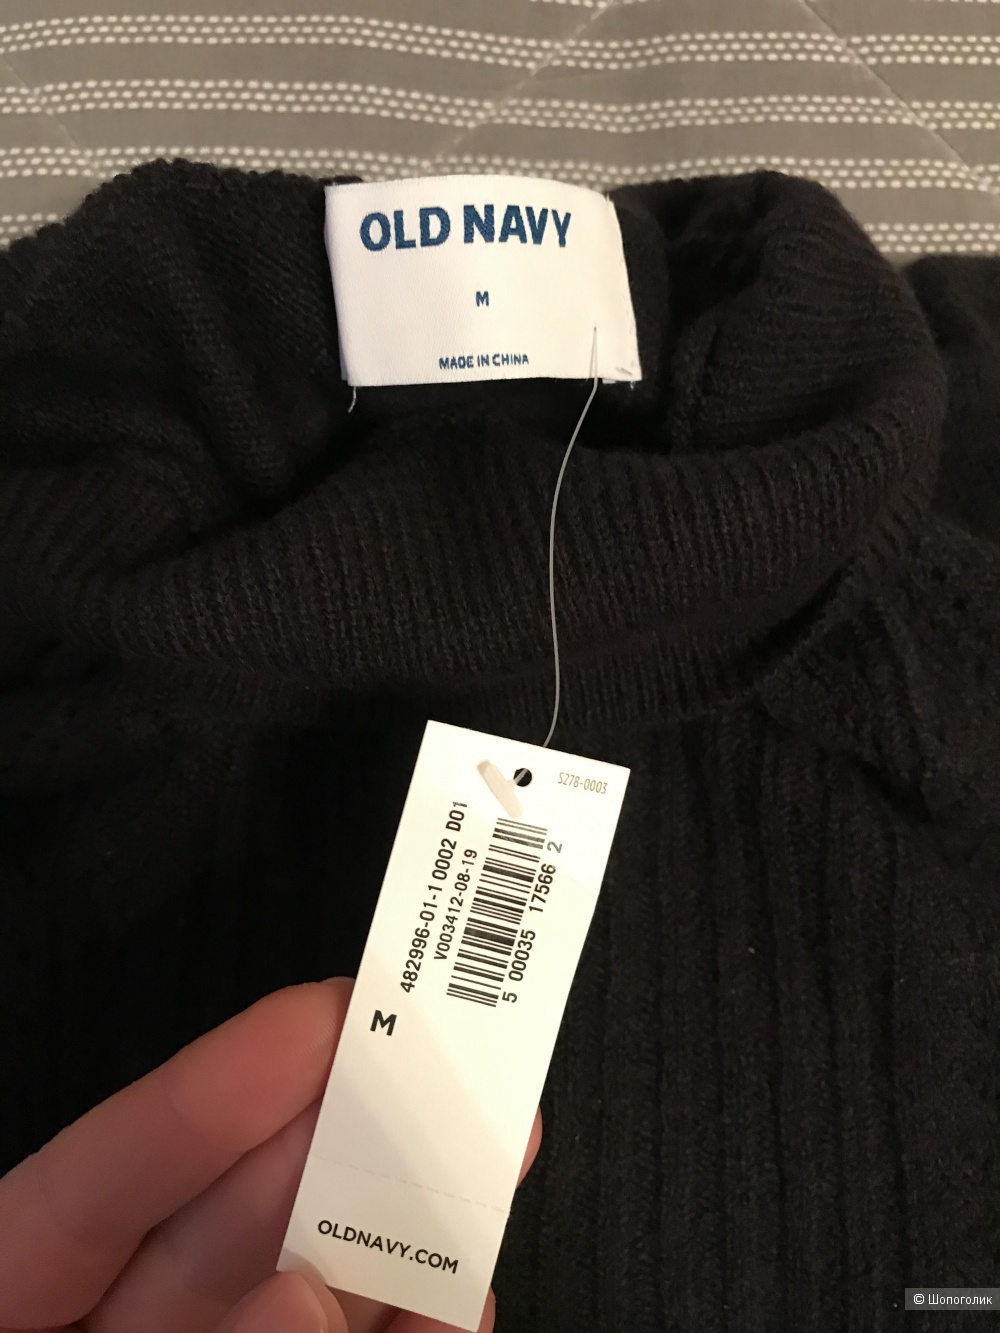 OLD NAVY
M
MADE IN CHINA
S278-0003
482996-01-1 0002 D01
V003412-08-19
5 00035 17566 2
M
OLDNAVY.COM
© Шопоголик